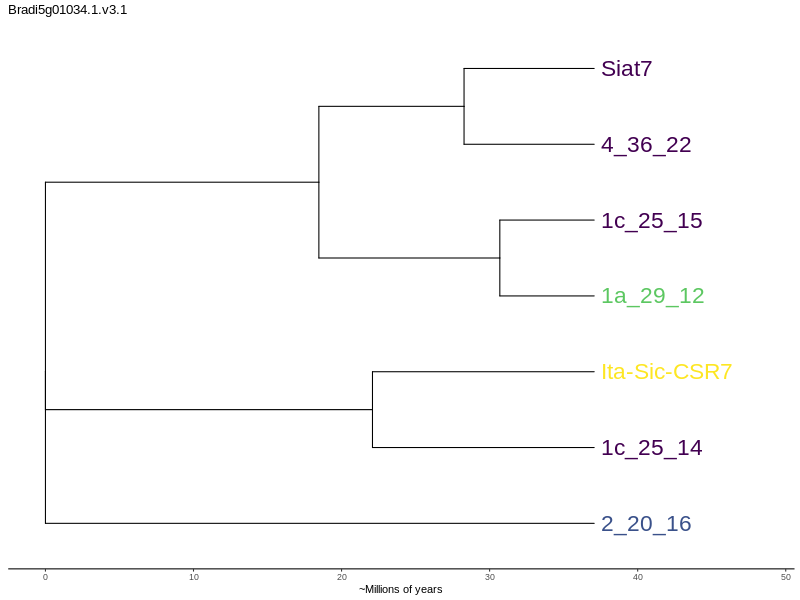 Bradi5g01034.1.v3.1
Siat7
4_36_22
1c_25_15
1a_29_12
Ita-Sic-CSR7
1c_25_14
2_20_16
0 10 20 30 40 50
~Millions of years